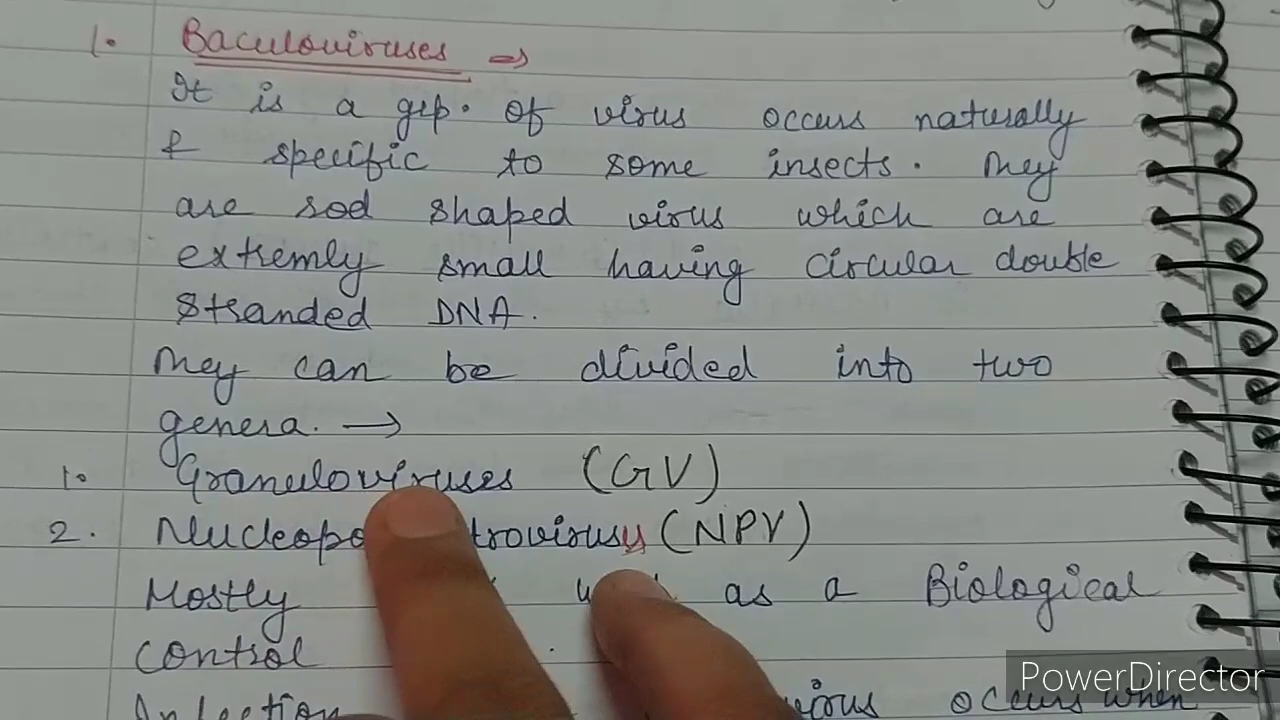 1. Baculoviruses ⇒
It is a grp. of virus occurs naturally
& specific to some insects. They
are rod shaped virus which are
extremly small having circular double
stranded DNA.
They can be divided into two
genera. →
1. Granuloviruses (GV)
2. (NPV)
Mostly as a Biological
control
virus occurs when
PowerDirector